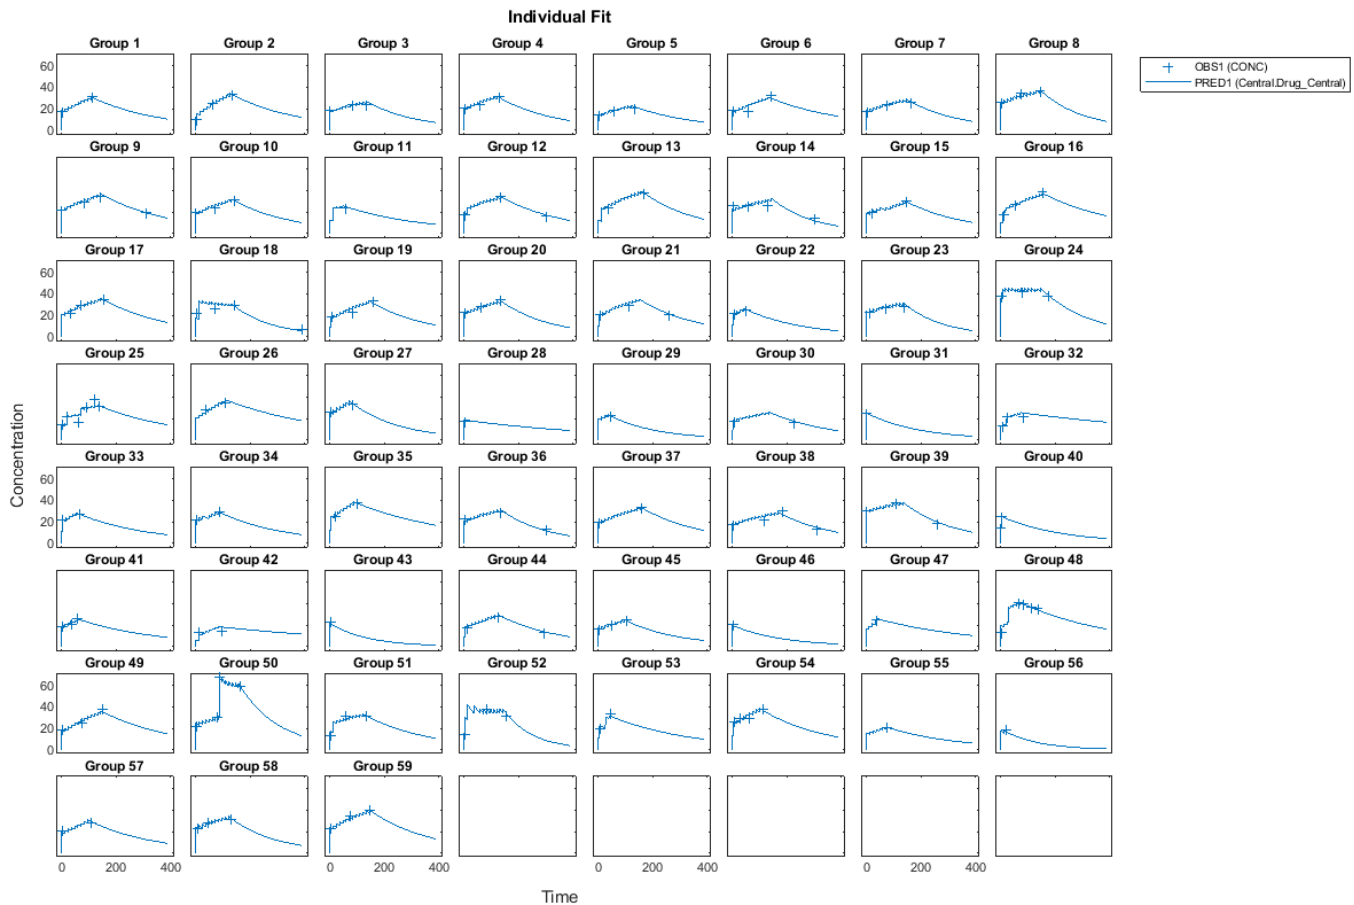 Individual Fit
Group 1 Group 2 Group 3 Group 4 Group 5 Group 6 Group 7 Group 8
60
40
20
0
OBS1 (CONC)
PRED1 (Central.Drug_Central)
Group 9 Group 10 Group 11 Group 12 Group 13 Group 14 Group 15 Group 16
Group 17 Group 18 Group 19 Group 20 Group 21 Group 22 Group 23 Group 24
60
40
20
0
Group 25 Group 26 Group 27 Group 28 Group 29 Group 30 Group 31 Group 32
Concentration
Group 33 Group 34 Group 35 Group 36 Group 37 Group 38 Group 39 Group 40
60
40
20
0
Group 41 Group 42 Group 43 Group 44 Group 45 Group 46 Group 47 Group 48
Group 49 Group 50 Group 51 Group 52 Group 53 Group 54 Group 55 Group 56
60
40
20
0
Group 57 Group 58 Group 59
0 200 400 0 200 400 0 200 400 0 200 400
Time